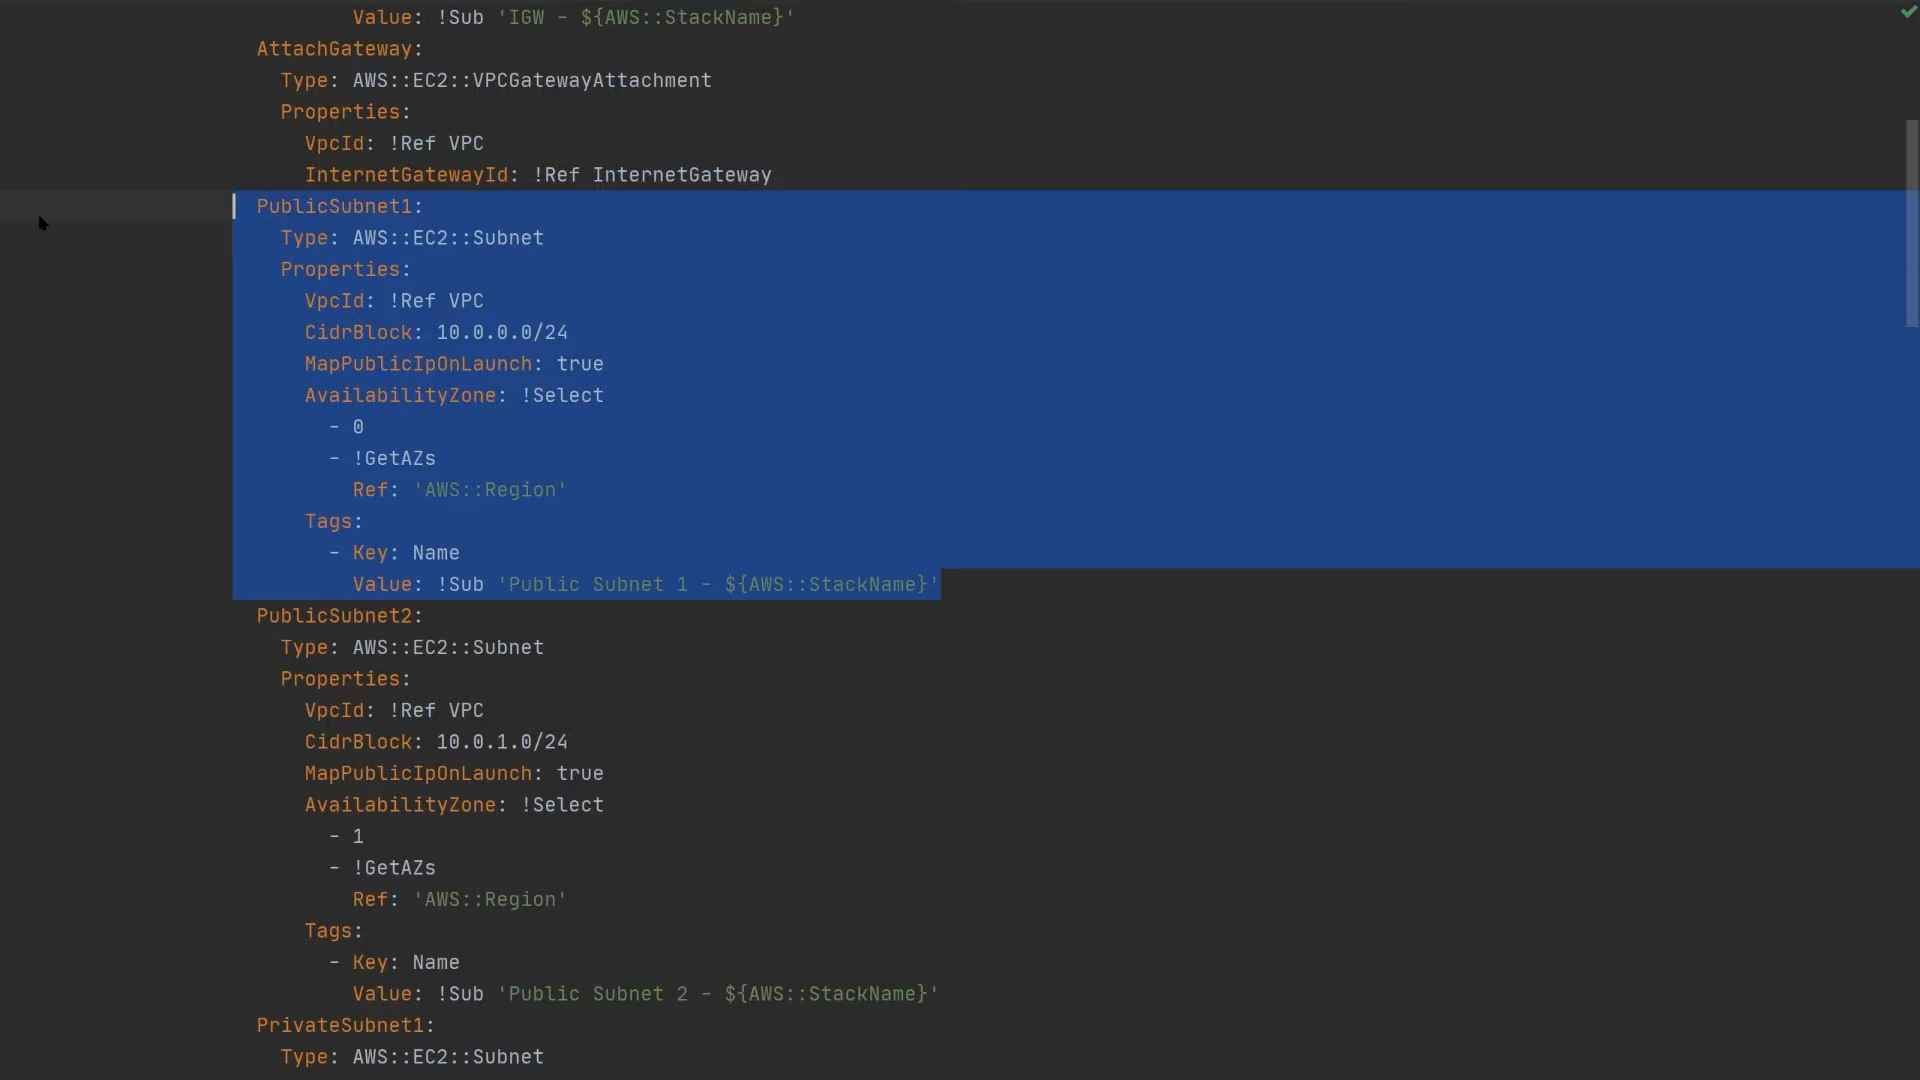 Value: !Sub 'IGW - ${AWS::StackName}'
AttachGateway:
Type: AWS::EC2::VPCGatewayAttachment
Properties:
VpcId: !Ref VPC
InternetGatewayId: !Ref InternetGateway
PublicSubnet1:
Type: AWS::EC2::Subnet
Properties:
VpcId: !Ref VPC
CidrBlock: 10.0.0.0/24
MapPublicIpOnLaunch: true
AvailabilityZone: !Select
- 0
- !GetAZs
Ref: 'AWS::Region'
Tags:
- Key: Name
Value: !Sub 'Public Subnet 1 - ${AWS::StackName}'
PublicSubnet2:
Type: AWS::EC2::Subnet
Properties:
VpcId: !Ref VPC
CidrBlock: 10.0.1.0/24
MapPublicIpOnLaunch: true
AvailabilityZone: !Select
- 1
- !GetAZs
Ref: 'AWS::Region'
Tags:
- Key: Name
Value: !Sub 'Public Subnet 2 - ${AWS::StackName}'
PrivateSubnet1:
Type: AWS::EC2::Subnet